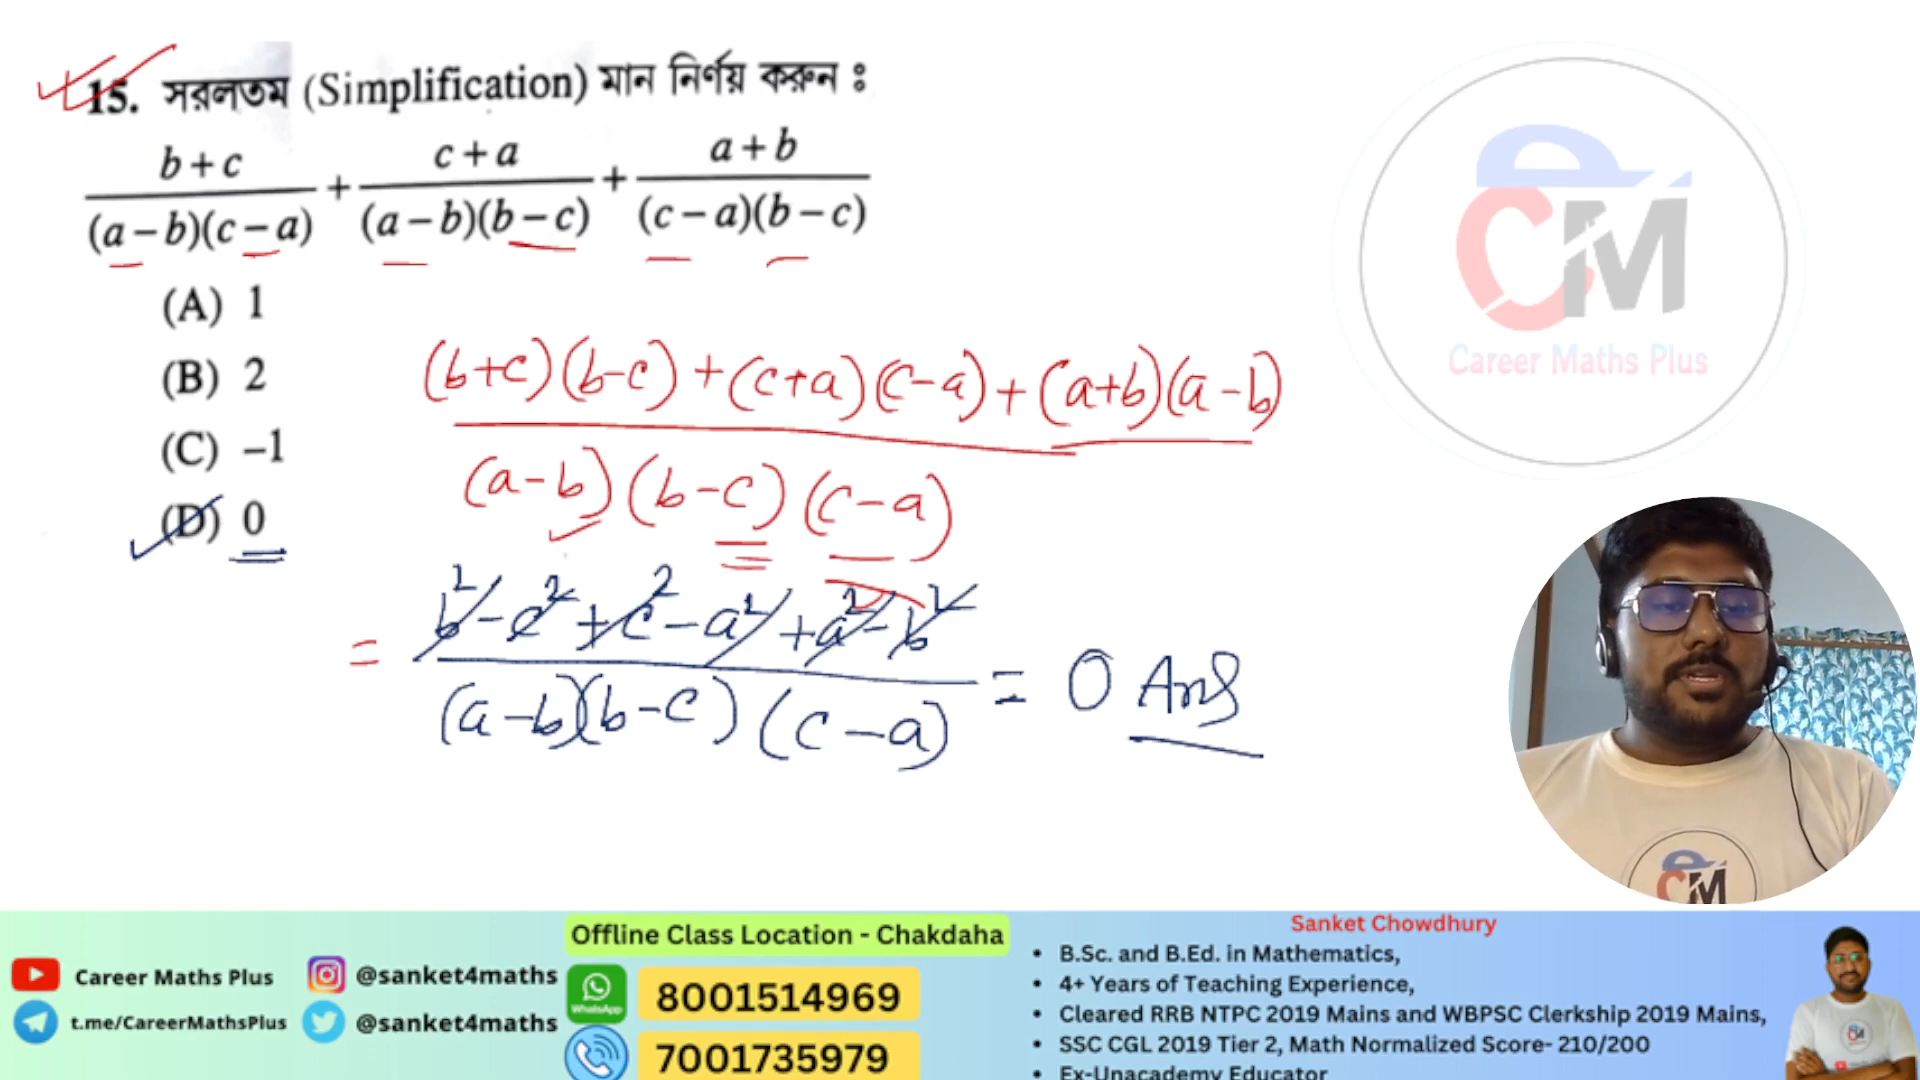 15. সরলতম (Simplification) মান নির্ণয় করুন ঃ
b + c / (a – b)(c – a) + c + a / (a – b)(b – c) + a + b / (c – a)(b – c)
(A) 1
(B) 2
(C) –1
(D) 0
(b+c)(b-c) + (c+a)(c-a) + (a+b)(a-b)
(a-b)(b-c)(c-a)
= b²-c²+c²-a²+a²-b² / (a-b)(b-c)(c-a) = 0 Ans
CM
Career Maths Plus
CM
Offline Class Location - Chakdaha
Career Maths Plus
@sanket4maths
t.me/CareerMathsPlus
@sanket4maths
WhatsApp
8001514969
7001735979
Sanket Chowdhury
• B.Sc. and B.Ed. in Mathematics,
• 4+ Years of Teaching Experience,
• Cleared RRB NTPC 2019 Mains and WBPSC Clerkship 2019 Mains,
• SSC CGL 2019 Tier 2, Math Normalized Score- 210/200
• Ex-Unacademy Educator